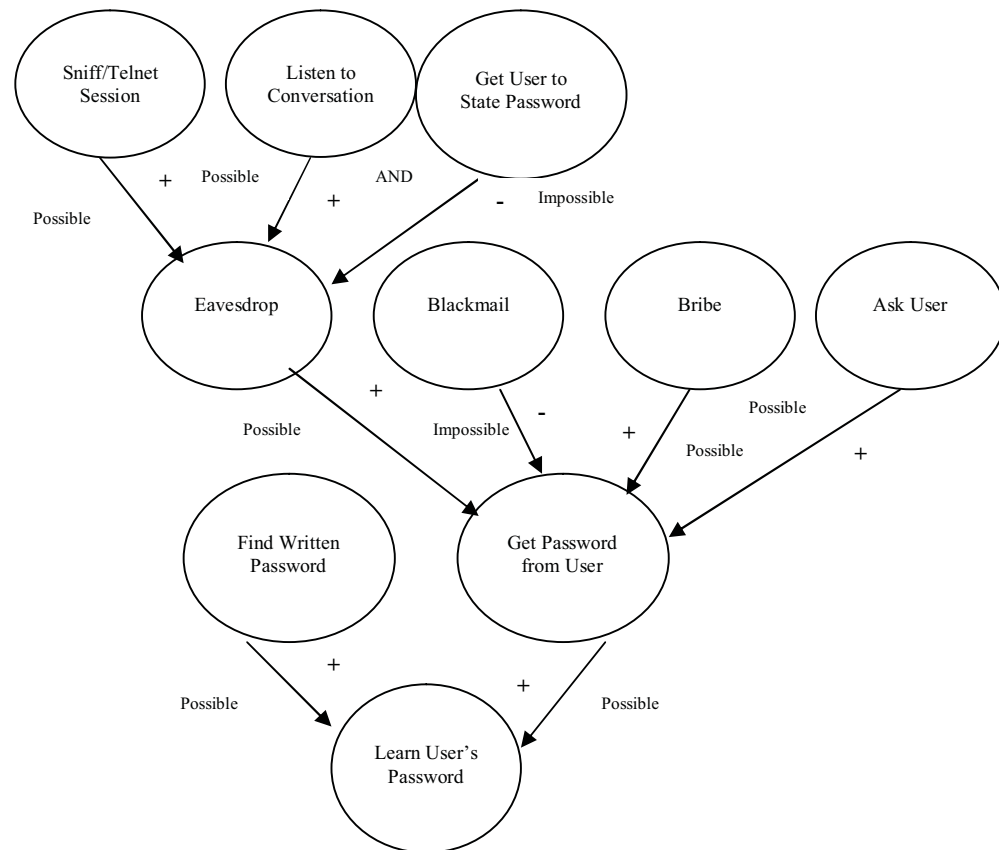 Sniff/Telnet
Session
Listen to
Conversation
Get User to
State Password
+
Possible
AND
Possible
+
-
Impossible
Eavesdrop
Blackmail
Bribe
Ask User
+
Possible
Impossible
-
+
Possible
Possible
+
Find Written
Password
Get Password
from User
+
Possible
+
Possible
Learn User’s
Password